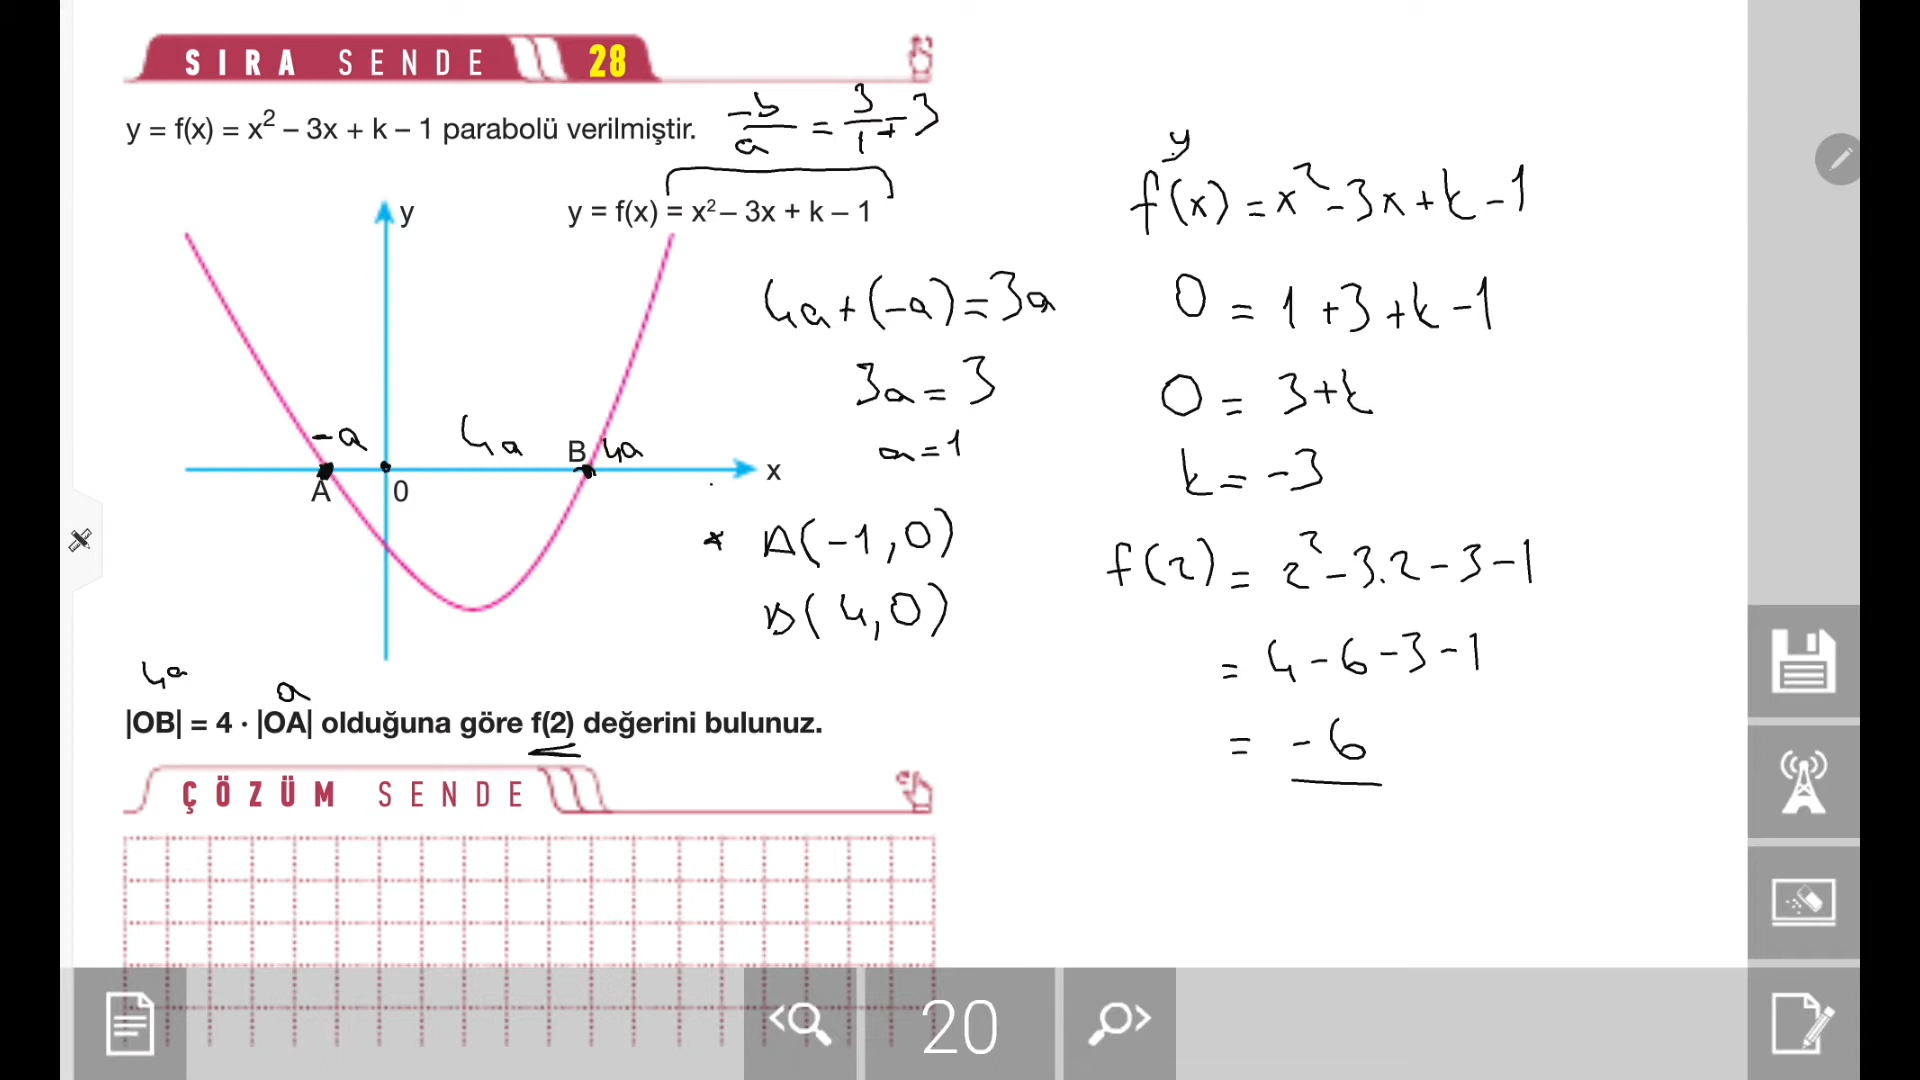 SIRA SENDE 28
y = f(x) = x² – 3x + k – 1 parabolü verilmiştir.
-b/a = 3/1 = 3
y
y = f(x) = x² – 3x + k – 1
-a
4a
B
4a
A
0
x
4a+(-a)=3a
3a = 3
a=1
* A(-1,0)
B(4,0)
4a
a
|OB| = 4 · |OA| olduğuna göre f(2) değerini bulunuz.
ÇÖZÜM SENDE
y
f(x) = x²-3x+k-1
0 = 1+3+k-1
0 = 3+k
k = -3
f(2) = 2²-3.2-3-1
= 4-6-3-1
= -6
20